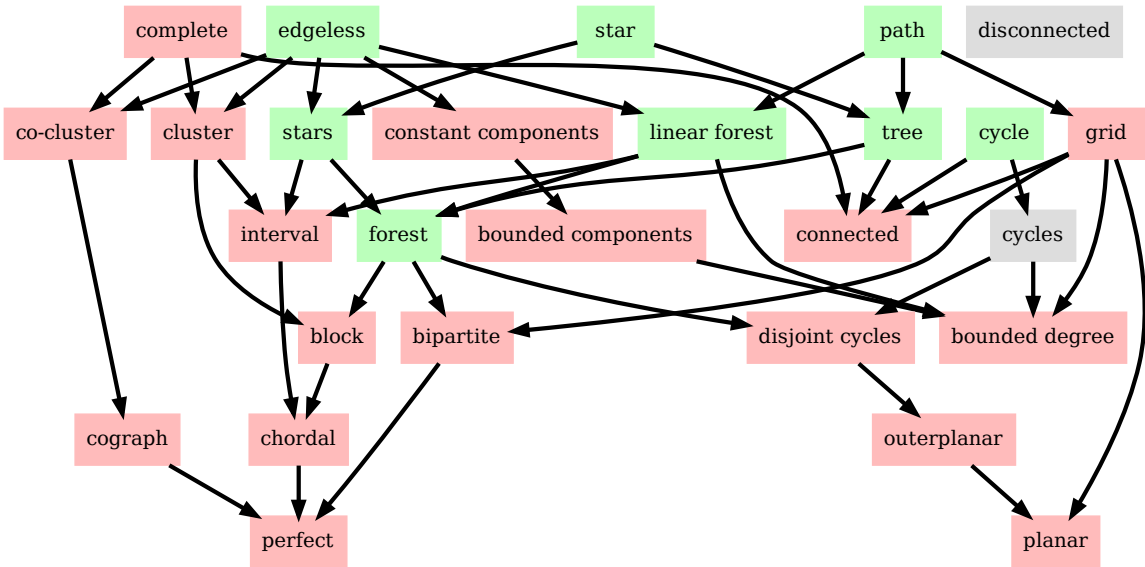 complete
edgeless
star
path
disconnected
co-cluster
cluster
stars
constant components
linear forest
tree
cycle
grid
interval
forest
bounded components
connected
cycles
block
bipartite
disjoint cycles
bounded degree
cograph
chordal
outerplanar
perfect
planar